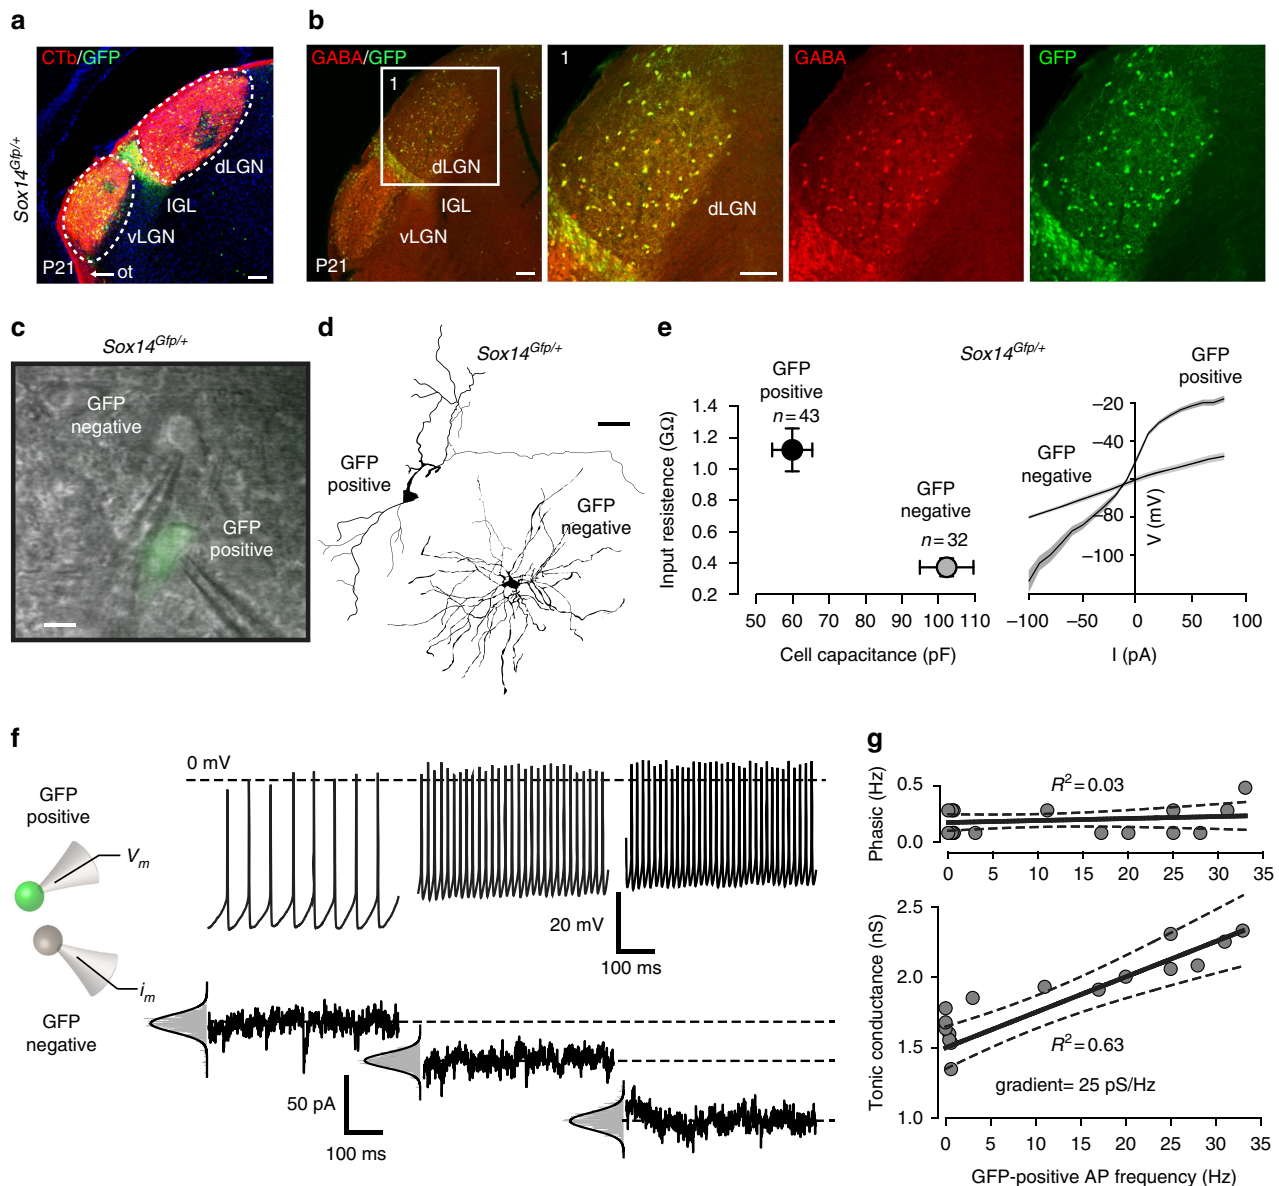 a
CTb/GFP
Sox14Gfp/+
dLGN
IGL
vLGN
P21
ot
b
GABA/GFP
1
dLGN
IGL
vLGN
P21
1
dLGN
GABA
GFP
c
Sox14Gfp/+
GFP
negative
GFP
positive
d
Sox14Gfp/+
GFP
positive
GFP
negative
e
Sox14Gfp/+
GFP
positive
n=43
GFP
negative
n=32
Input resistence (GΩ)
1.4
1.2
1.0
0.8
0.6
0.4
0.2
50 60 70 80 90 100 110
Cell capacitance (pF)
GFP
positive
GFP
negative
−20
−40
−80
−100
V (mV)
−100 −50 0 50 100
I (pA)
f
0 mV
GFP
positive
Vm
im
GFP
negative
20 mV
100 ms
50 pA
100 ms
g
Phasic (Hz)
0.5
0.0
R2=0.03
0 5 10 15 20 25 30 35
Tonic conductance (nS)
2.5
2.0
1.5
1.0
R2=0.63
gradient= 25 pS/Hz
0 5 10 15 20 25 30 35
GFP-positive AP frequency (Hz)